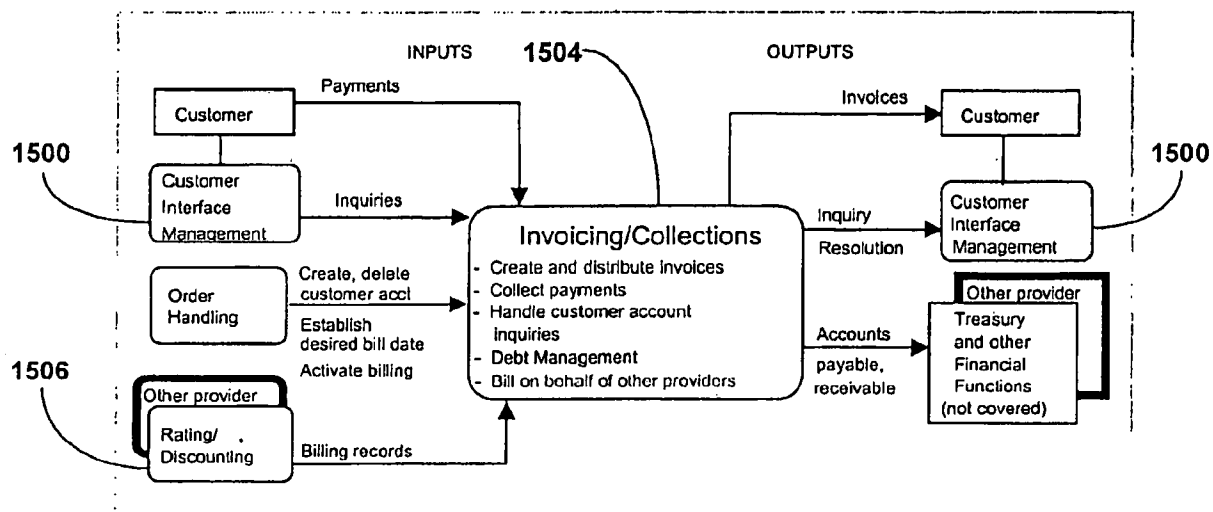 INPUTS
1504
OUTPUTS
Payments
Invoices
Customer
Customer
1500
1500
Customer
Interface
Management
Inquiries
Inquiry
Resolution
Customer
Interface
Management
Invoicing/Collections
- Create and distribute invoices
- Collect payments
- Handle customer account
inquiries
- Debt Management
- Bill on behalf of other providers
Order
Handling
Create, delete
customer acct
Establish
desired bill date
Activate billing
Accounts
payable,
receivable
Other provider
Treasury
and other
Financial
Functions
(not covered)
1506
Other provider
Rating/
Discounting
Billing records